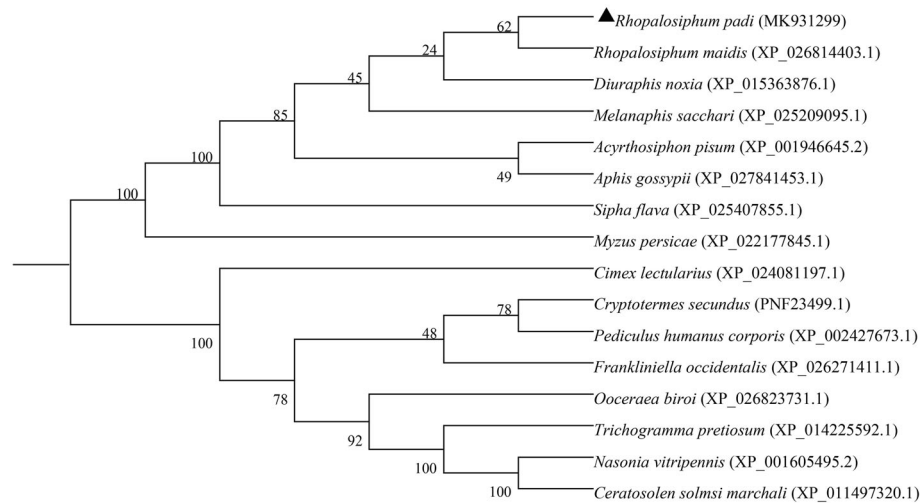 62
Rhopalosiphum padi (MK931299)
Rhopalosiphum maidis (XP_026814403.1)
24
Diuraphis noxia (XP_015363876.1)
45
Melanaphis sacchari (XP_025209095.1)
85
Acyrthosiphon pisum (XP_001946645.2)
49
Aphis gossypii (XP_027841453.1)
100
Sipha flava (XP_025407855.1)
100
Myzus persicae (XP_022177845.1)
Cimex lectularius (XP_024081197.1)
100
78
Cryptotermes secundus (PNF23499.1)
Pediculus humanus corporis (XP_002427673.1)
48
Frankliniella occidentalis (XP_026271411.1)
78
Ooceraea biroi (XP_026823731.1)
92
Trichogramma pretiosum (XP_014225592.1)
100
Nasonia vitripennis (XP_001605495.2)
100
Ceratosolen solmsi marchali (XP_011497320.1)